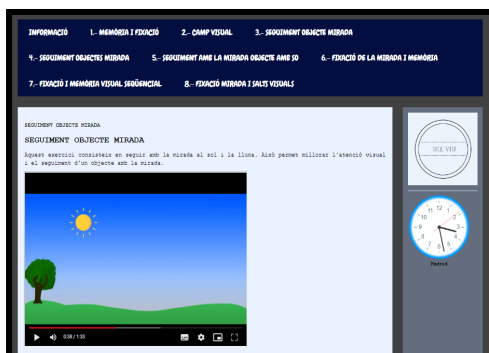 INFORMACIÓ 1.- MEMÒRIA I FIXACIÓ 2.- CAMP VISUAL 3.- SEGUIMENT OBJECTE MIRADA
4.- SEGUIMENT OBJECTES MIRADA 5.- SEGUIMENT AMB LA MIRADA OBJECTE AMB SO 6.- FIXACIÓ DE LA MIRADA I MEMÒRIA
7.- FIXACIÓ I MEMÒRIA VISUAL SEQÜENCIAL 8.- FIXACIÓ MIRADA I SALTS VISUALS
SEGUIMENT OBJECTE MIRADA
SEGUIMENT OBJECTE MIRADA
Aquest exercici consisteix en seguir amb la mirada al sol i la lluna. Això permet millorar l'atenció visual
i el seguiment d'un objecte amb la mirada.
0:38 / 1:33
ULL VIU
12
1
2
3
4
5
6
7
8
9
10
11
Madrid